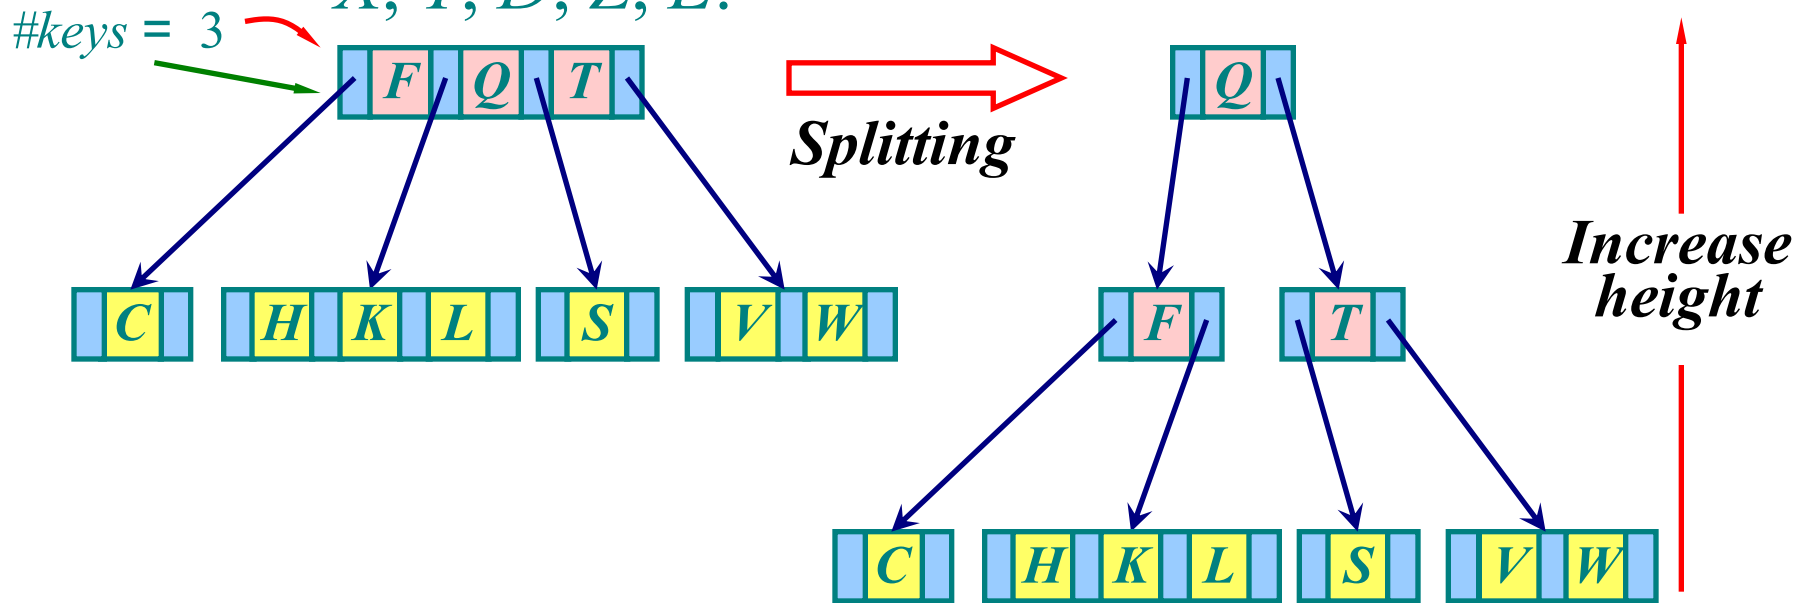 X, Y, D, Z, E.
#keys = 3
F Q T
Q
Splitting
Increase
height
C H K L S V W
F T
C H K L S V W